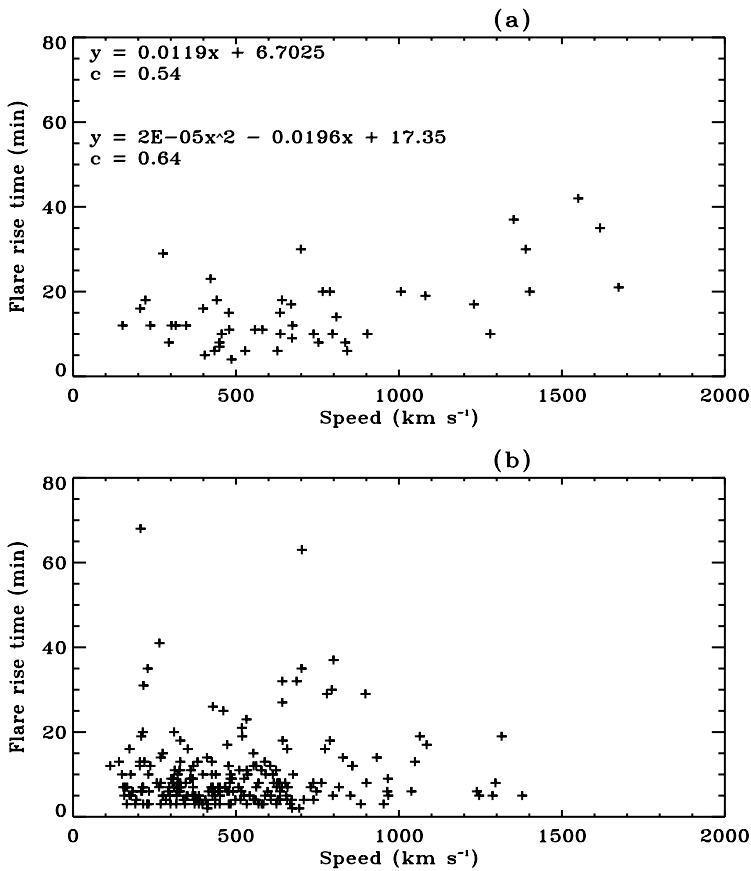 (a)
80
y = 0.0119x + 6.7025
c = 0.54
60
y = 2E-05x^2 - 0.0196x + 17.35
c = 0.64
40
20
0
Flare rise time (min)
0 500 1000 1500 2000
Speed (km s⁻¹)
(b)
80
60
40
20
0
Flare rise time (min)
0 500 1000 1500 2000
Speed (km s⁻¹)